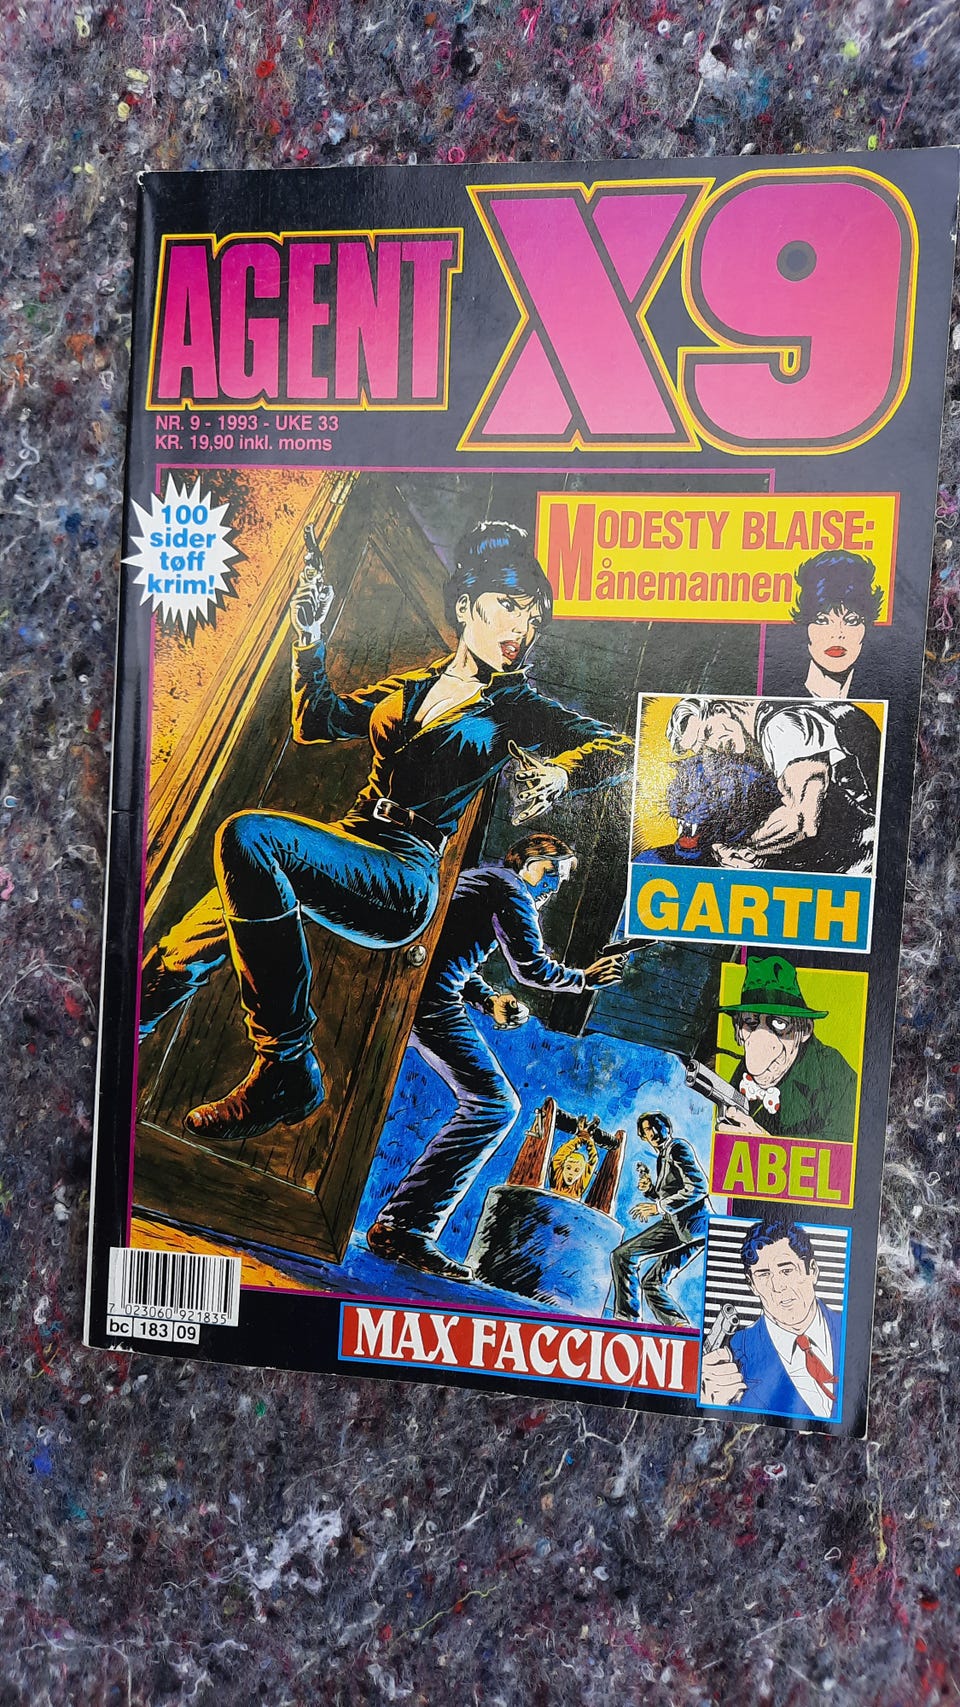 AGENT X9
NR. 9 - 1993 - UKE 33
KR. 19,90 inkl. moms
100
sider
tøff
krim!
MODESTY BLAISE:
Månemannen
GARTH
ABEL
MAX FACCIONI
7 023060 921835
bc 183 09